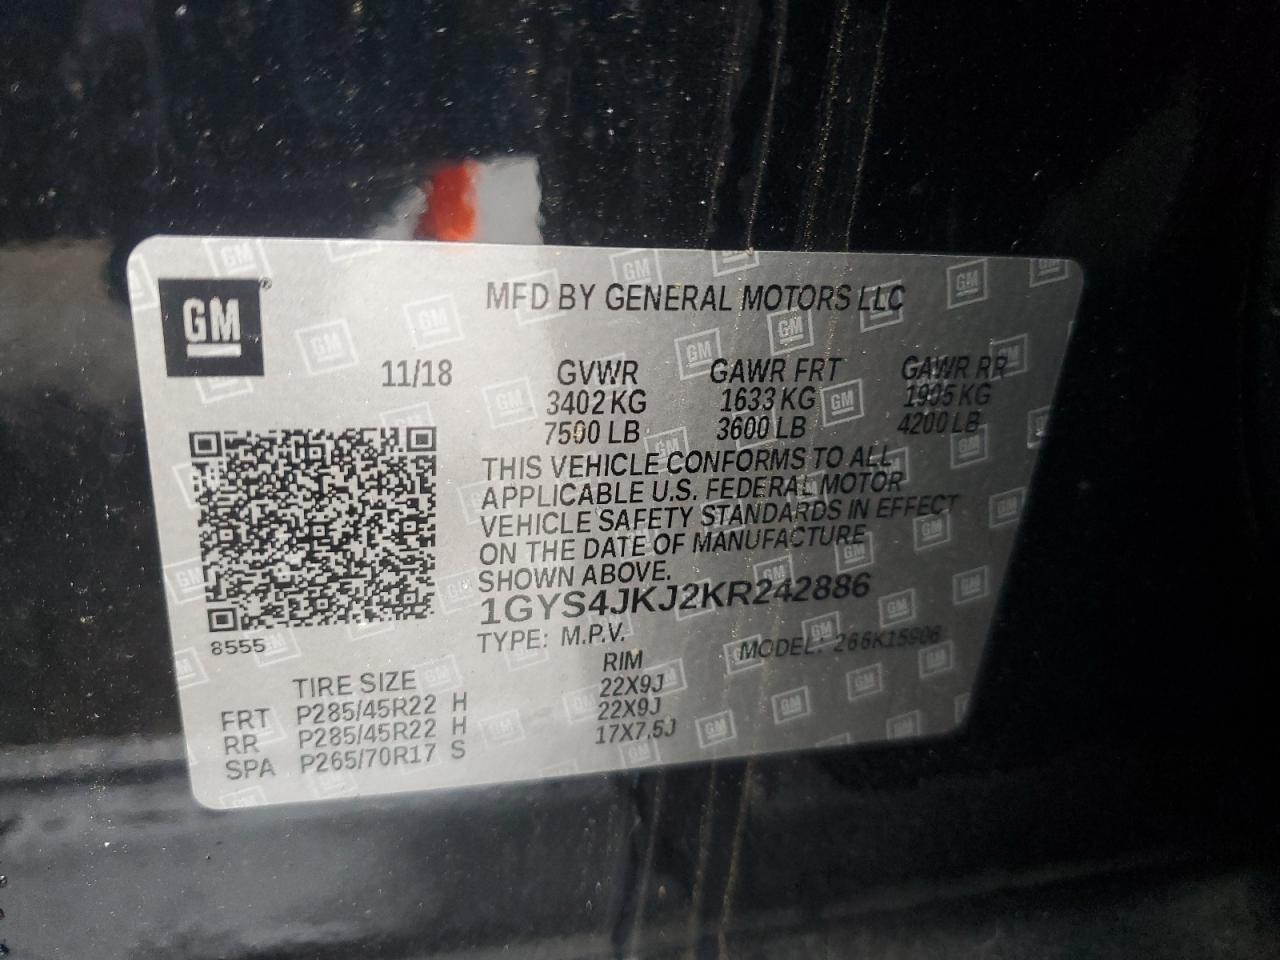 GM
MFD BY GENERAL MOTORS LLC
11/18 GVWR GAWR FRT GAWR RR
3402 KG 1633 KG 1905 KG
7500 LB 3600 LB 4200 LB
THIS VEHICLE CONFORMS TO ALL
APPLICABLE U.S. FEDERAL MOTOR
VEHICLE SAFETY STANDARDS IN EFFECT
ON THE DATE OF MANUFACTURE
SHOWN ABOVE.
1GYS4JKJ2KR242886
8555
TYPE: M.P.V. MODEL: 266K15906
TIRE SIZE RIM
FRT P285/45R22 H 22X9J
RR P285/45R22 H 22X9J
SPA P265/70R17 S 17X7.5J